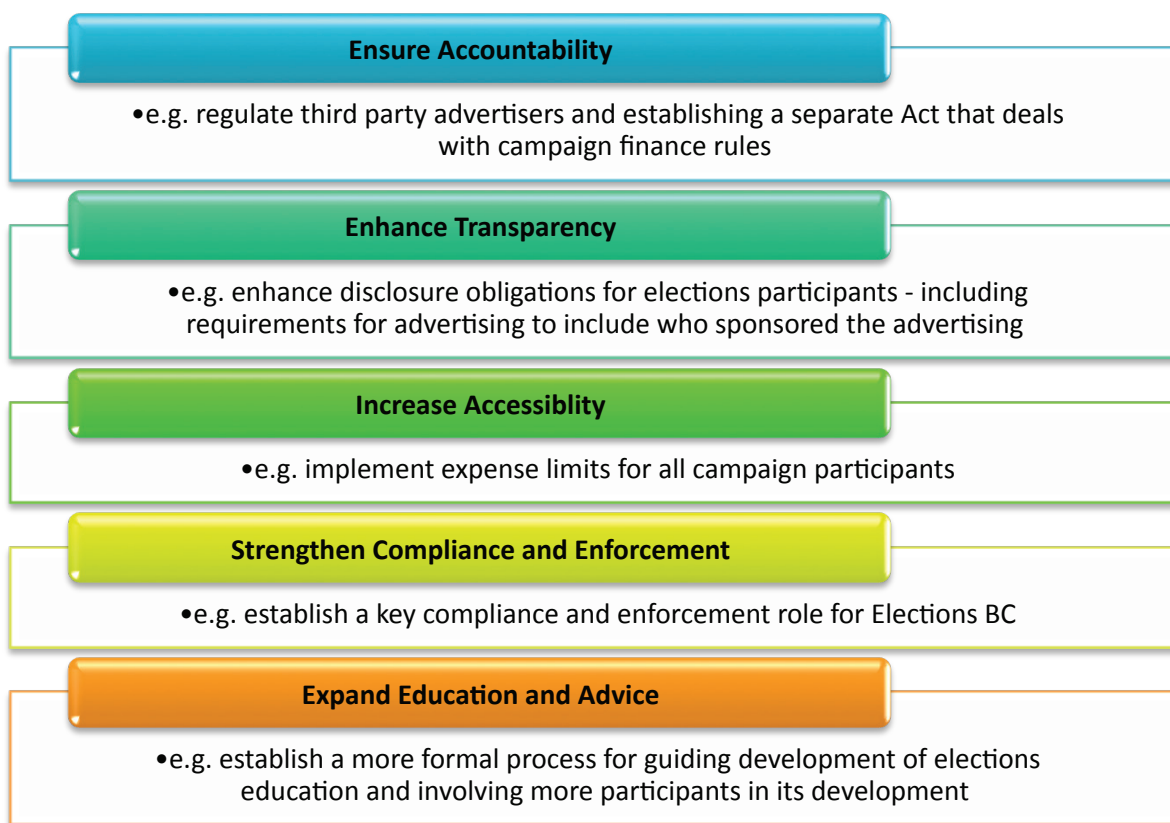 Ensure Accountability
•e.g. regulate third party advertisers and establishing a separate Act that deals
with campaign finance rules
Enhance Transparency
•e.g. enhance disclosure obligations for elections participants - including
requirements for advertising to include who sponsored the advertising
Increase Accessiblity
•e.g. implement expense limits for all campaign participants
Strengthen Compliance and Enforcement
•e.g. establish a key compliance and enforcement role for Elections BC
Expand Education and Advice
•e.g. establish a more formal process for guiding development of elections
education and involving more participants in its development